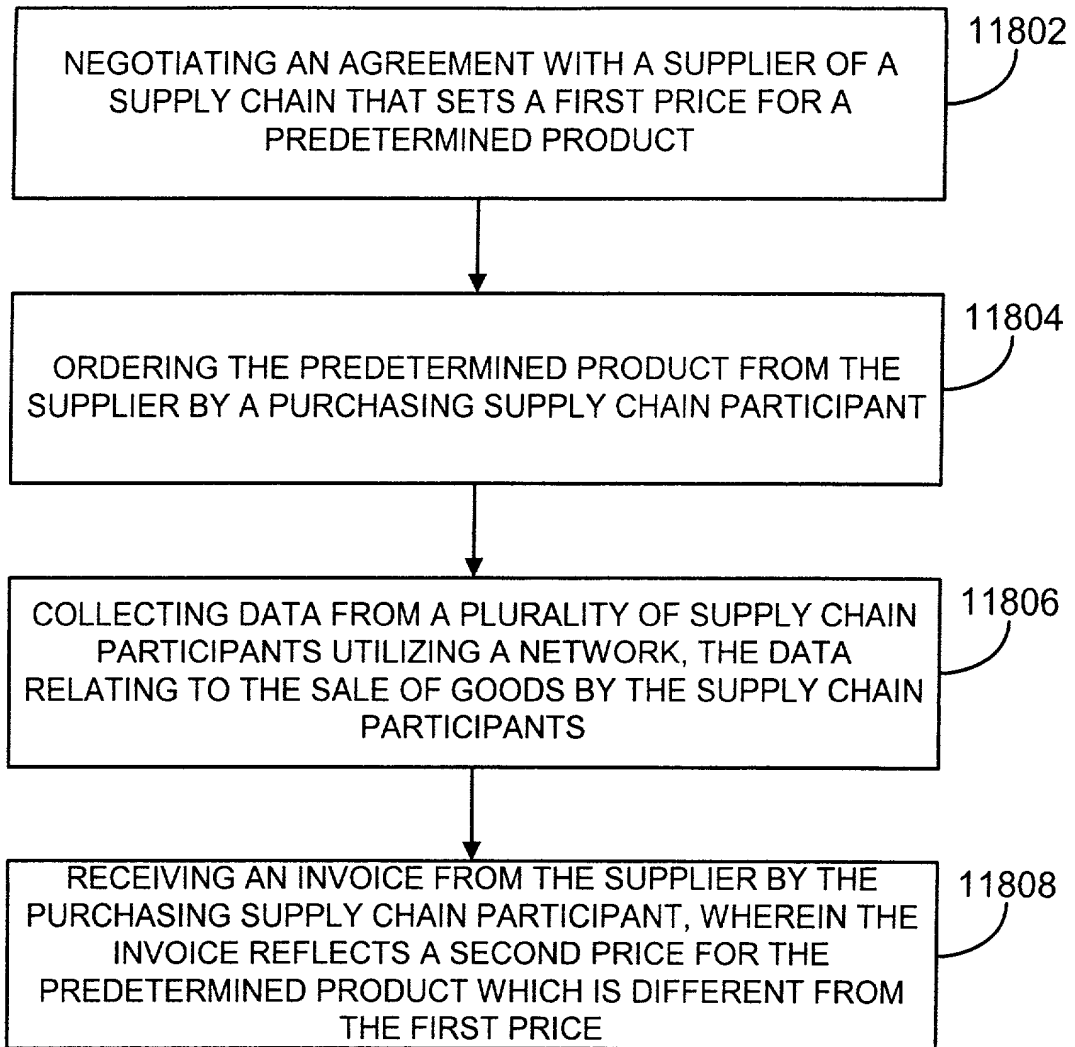 11802
NEGOTIATING AN AGREEMENT WITH A SUPPLIER OF A
SUPPLY CHAIN THAT SETS A FIRST PRICE FOR A
PREDETERMINED PRODUCT
11804
ORDERING THE PREDETERMINED PRODUCT FROM THE
SUPPLIER BY A PURCHASING SUPPLY CHAIN PARTICIPANT
11806
COLLECTING DATA FROM A PLURALITY OF SUPPLY CHAIN
PARTICIPANTS UTILIZING A NETWORK, THE DATA
RELATING TO THE SALE OF GOODS BY THE SUPPLY CHAIN
PARTICIPANTS
11808
RECEIVING AN INVOICE FROM THE SUPPLIER BY THE
PURCHASING SUPPLY CHAIN PARTICIPANT, WHEREIN THE
INVOICE REFLECTS A SECOND PRICE FOR THE
PREDETERMINED PRODUCT WHICH IS DIFFERENT FROM
THE FIRST PRICE